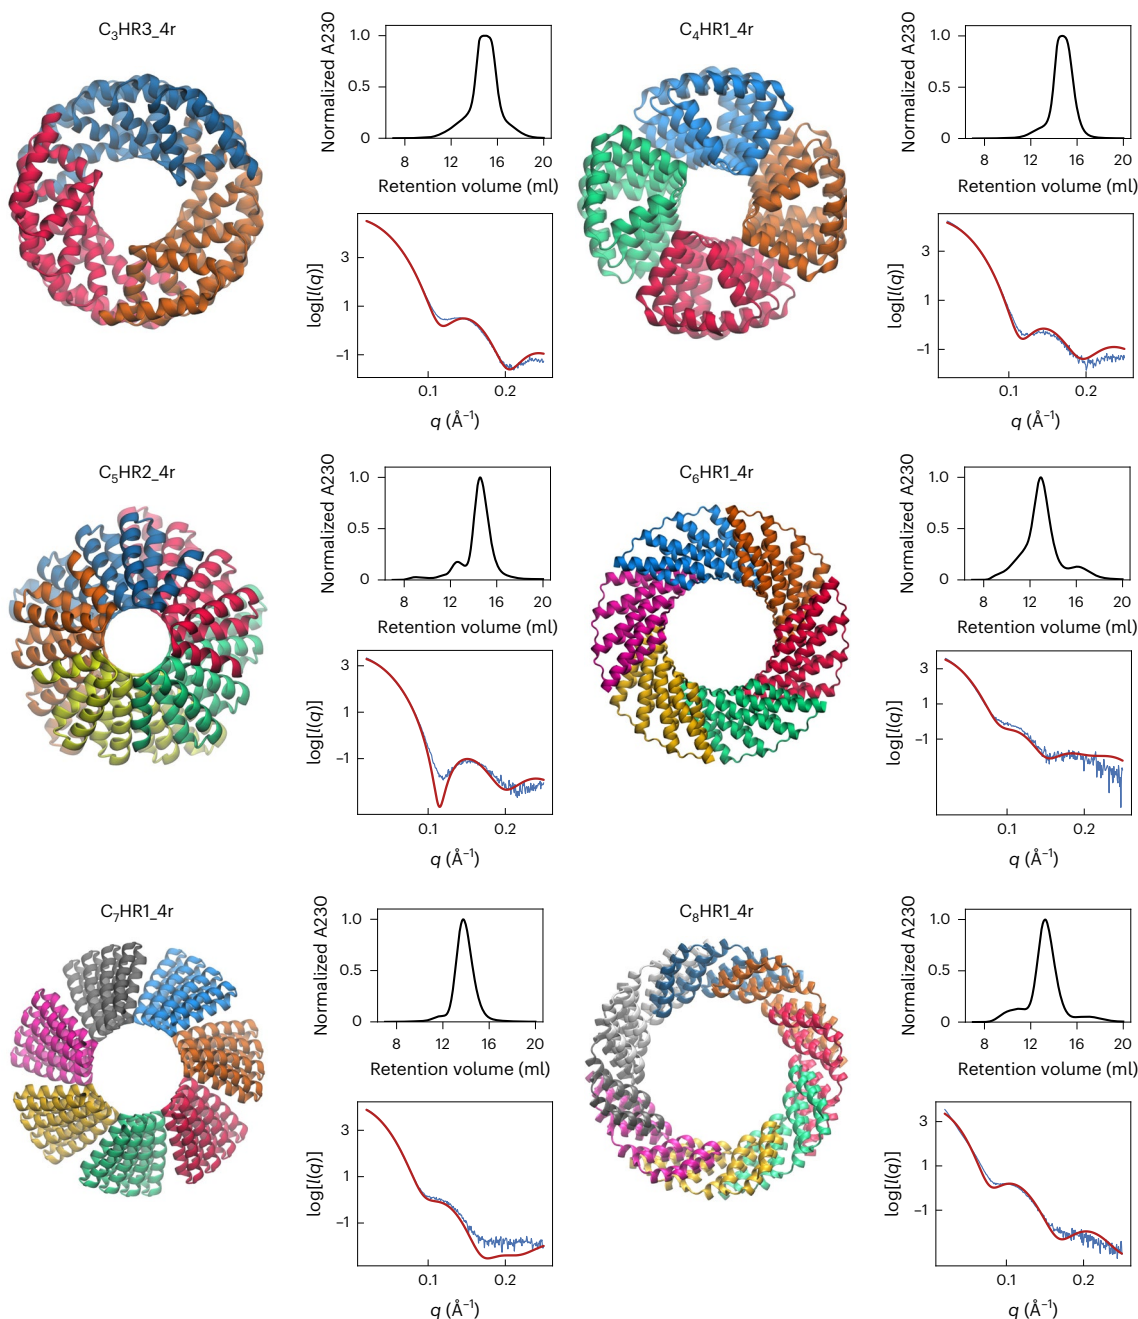 C₃HR3_4r
Normalized A230
1.0
0.5
0
8 12 16 20
Retention volume (ml)
log[I(q)]
3
1
–1
0.1 0.2
q (Å⁻¹)
C₄HR1_4r
Normalized A230
1.0
0.5
0
8 12 16 20
Retention volume (ml)
log[I(q)]
3
1
–1
0.1 0.2
q (Å⁻¹)
C₅HR2_4r
Normalized A230
1.0
0.5
0
8 12 16 20
Retention volume (ml)
log[I(q)]
3
1
–1
0.1 0.2
q (Å⁻¹)
C₆HR1_4r
Normalized A230
1.0
0.5
0
8 12 16 20
Retention volume (ml)
log[I(q)]
3
1
–1
0.1 0.2
q (Å⁻¹)
C₇HR1_4r
Normalized A230
1.0
0.5
0
8 12 16 20
Retention volume (ml)
log[I(q)]
3
1
–1
0.1 0.2
q (Å⁻¹)
C₈HR1_4r
Normalized A230
1.0
0.5
0
8 12 16 20
Retention volume (ml)
log[I(q)]
3
1
–1
0.1 0.2
q (Å⁻¹)